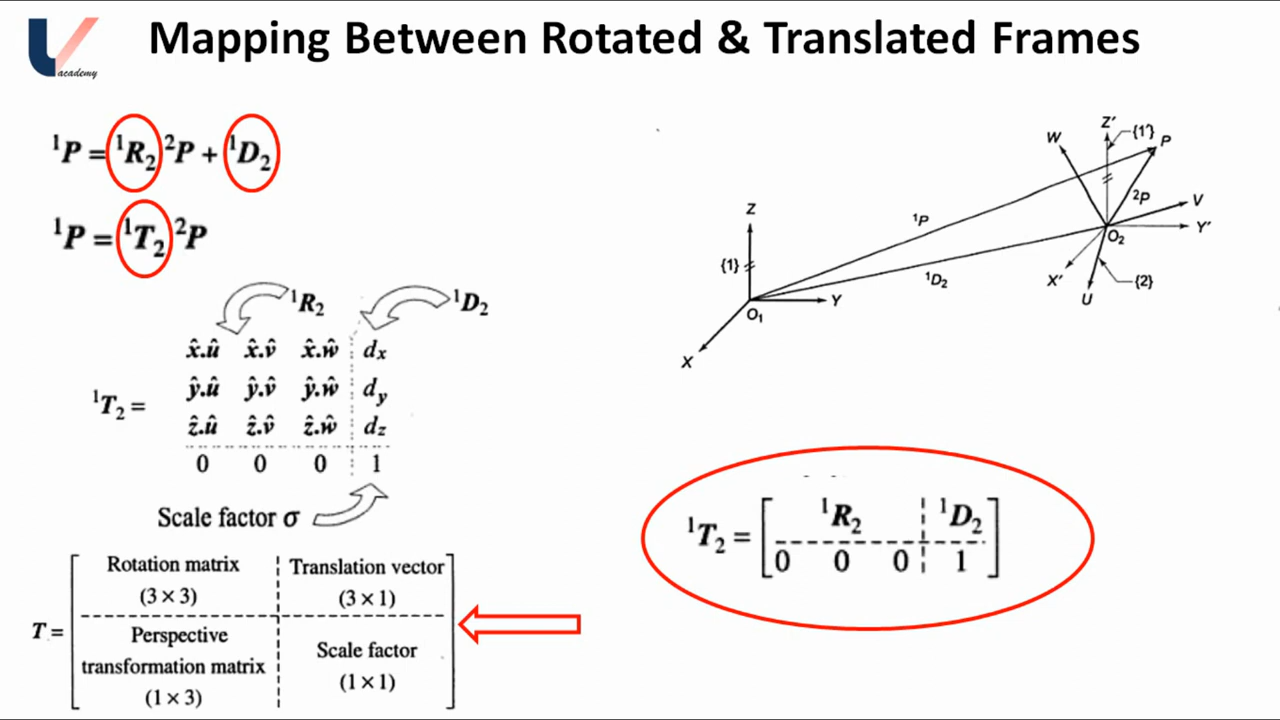 Mapping Between Rotated & Translated Frames
V academy
¹P = ¹R₂ ²P + ¹D₂
¹P = ¹T₂ ²P
¹R₂ ¹D₂
x̂.û x̂.v̂ x̂.ŵ dₓ
¹T₂ = ŷ.û ŷ.v̂ ŷ.ŵ d_y
ẑ.û ẑ.v̂ ẑ.ŵ d_z
0 0 0 1
Scale factor σ
T =
Rotation matrix
(3 × 3)
Translation vector
(3 × 1)
Perspective
transformation matrix
(1 × 3)
Scale factor
(1 × 1)
Z
{1}
Y
O₁
X
¹P
¹D₂
W
Z'
{1'}
P
²P
V
Y'
O₂
X'
U
{2}
¹T₂ = [ ¹R₂ ¹D₂ ]
0 0 0 1